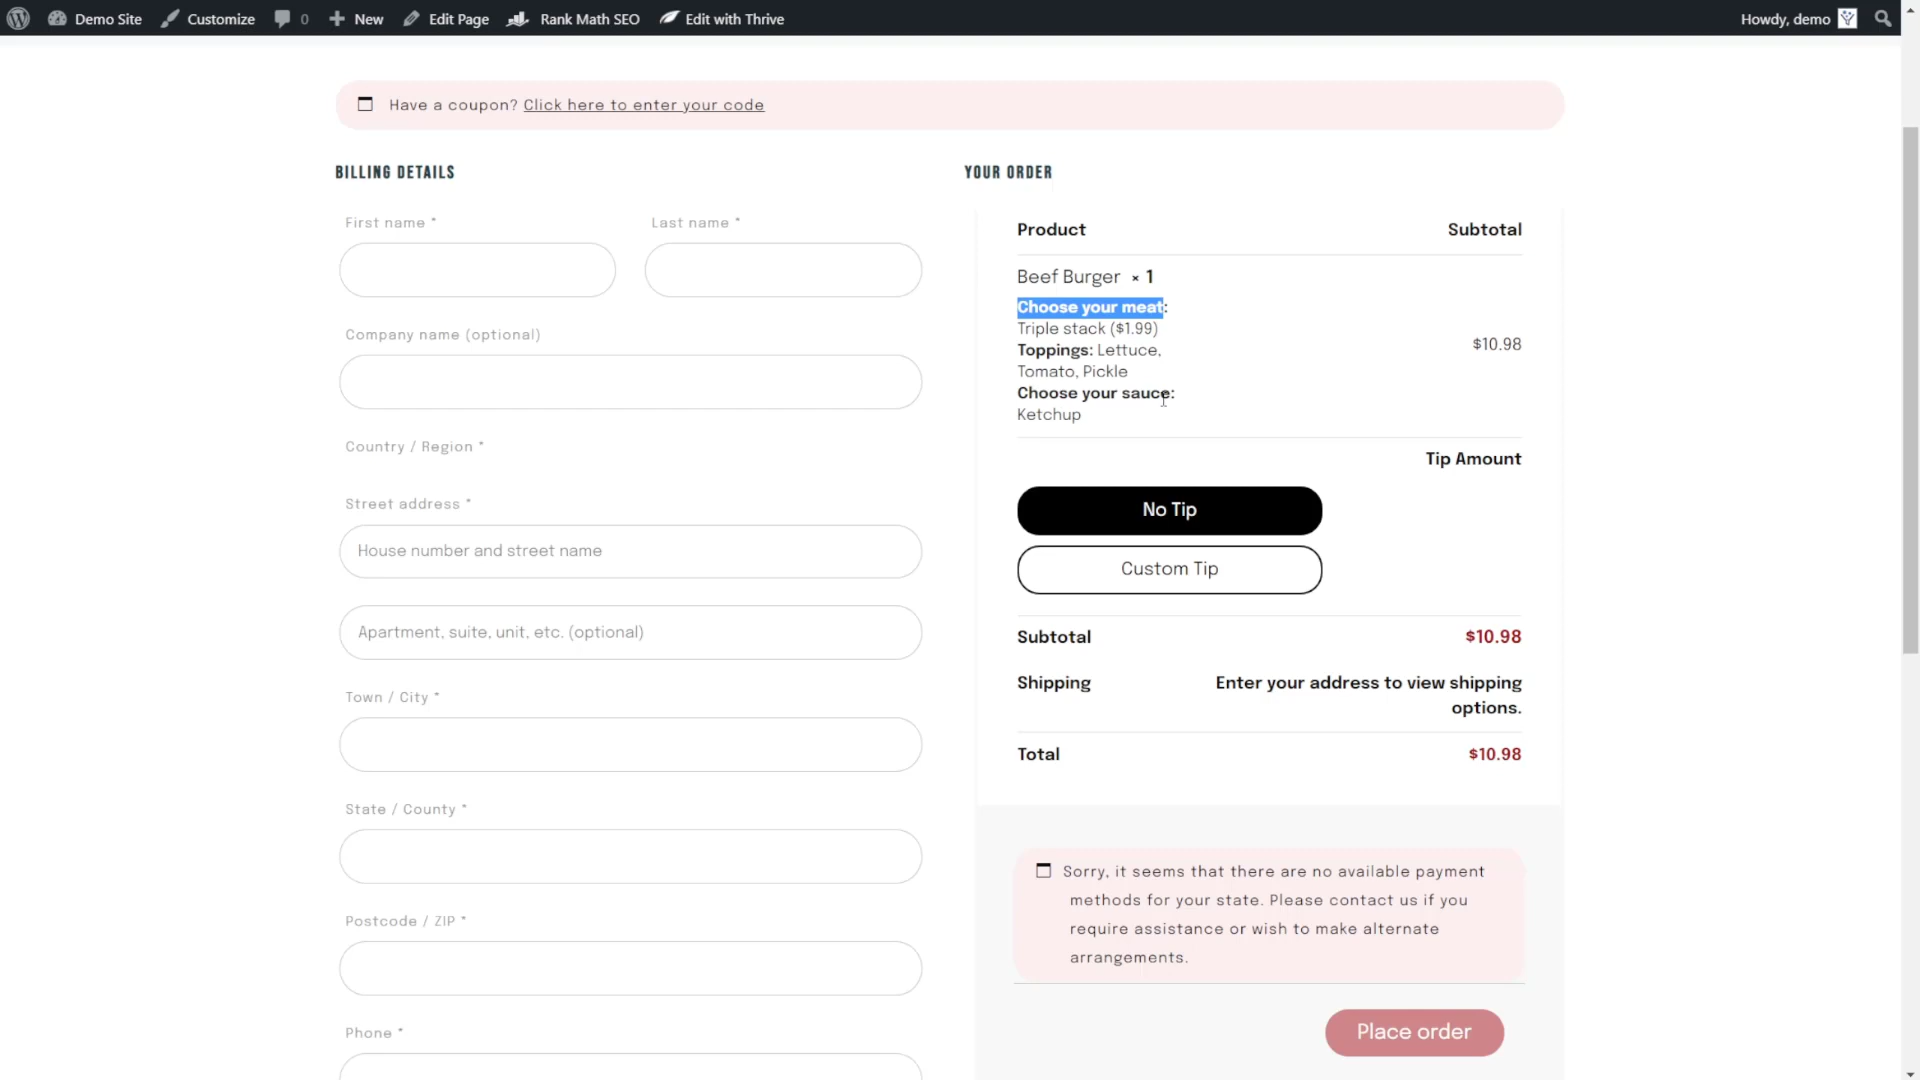 Demo Site Customize 0 New Edit Page Rank Math SEO Edit with Thrive Howdy, demo
Have a coupon? Click here to enter your code
BILLING DETAILS
First name * Last name *
Company name (optional)
Country / Region *
Street address *
House number and street name
Apartment, suite, unit, etc. (optional)
Town / City *
State / County *
Postcode / ZIP *
Phone *
YOUR ORDER
Product Subtotal
Beef Burger × 1
Choose your meat:
Triple stack ($1.99)
Toppings: Lettuce,
Tomato, Pickle
Choose your sauce:
Ketchup
$10.98
Tip Amount
No Tip
Custom Tip
Subtotal $10.98
Shipping Enter your address to view shipping
options.
Total $10.98
Sorry, it seems that there are no available payment
methods for your state. Please contact us if you
require assistance or wish to make alternate
arrangements.
Place order